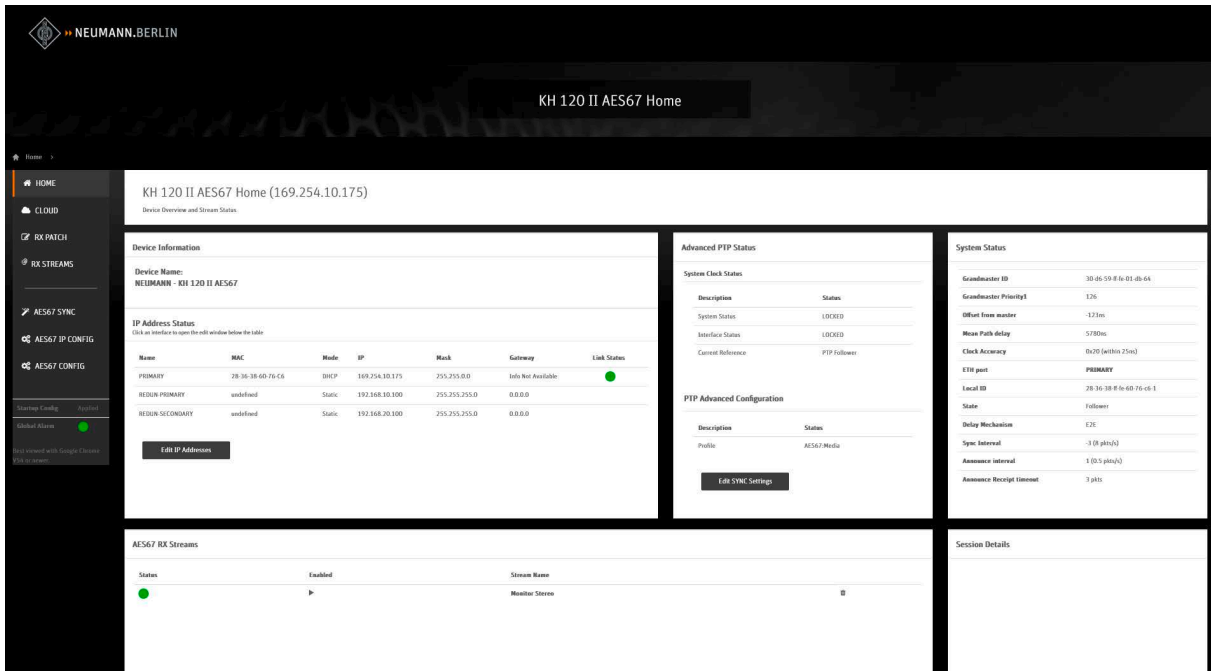 NEUMANN.BERLIN
KH 120 II AES67 Home
Home
HOME
CLOUD
RX PATCH
RX STREAMS
AES67 SYNC
AES67 IP CONFIG
AES67 CONFIG
Startup Config Applied
Global Alarm
Best viewed with Google Chrome
V56 or newer.
KH 120 II AES67 Home (169.254.10.175)
Device Overview and Stream Status
Device Information
Device Name:
NEUMANN - KH 120 II AES67
IP Address Status
Click an interface to open the edit window below the table
Name MAC Mode IP Mask Gateway Link Status
PRIMARY 28-36-38-60-76-C6 DHCP 169.254.10.175 255.255.0.0 Info Not Available
REDUN-PRIMARY undefined Static 192.168.10.100 255.255.255.0 0.0.0.0
REDUN-SECONDARY undefined Static 192.168.20.100 255.255.255.0 0.0.0.0
Edit IP Addresses
Advanced PTP Status
System Clock Status
Description Status
System Status LOCKED
Interface Status LOCKED
Current Reference PTP Follower
PTP Advanced Configuration
Description Status
Profile AES67:Media
Edit SYNC Settings
System Status
Grandmaster ID 30-d6-59-ff-fe-01-db-64
Grandmaster Priority1 126
Offset from master -123ns
Mean Path delay 5780ns
Clock Accuracy 0x20 (within 25ns)
ETH port PRIMARY
Local ID 28-36-38-ff-fe-60-76-c6-1
State Follower
Delay Mechanism E2E
Sync Interval -3 (8 pkts/s)
Announce interval 1 (0.5 pkts/s)
Announce Receipt timeout 3 pkts
AES67 RX Streams
Status Enabled Stream Name
Monitor Stereo
Session Details